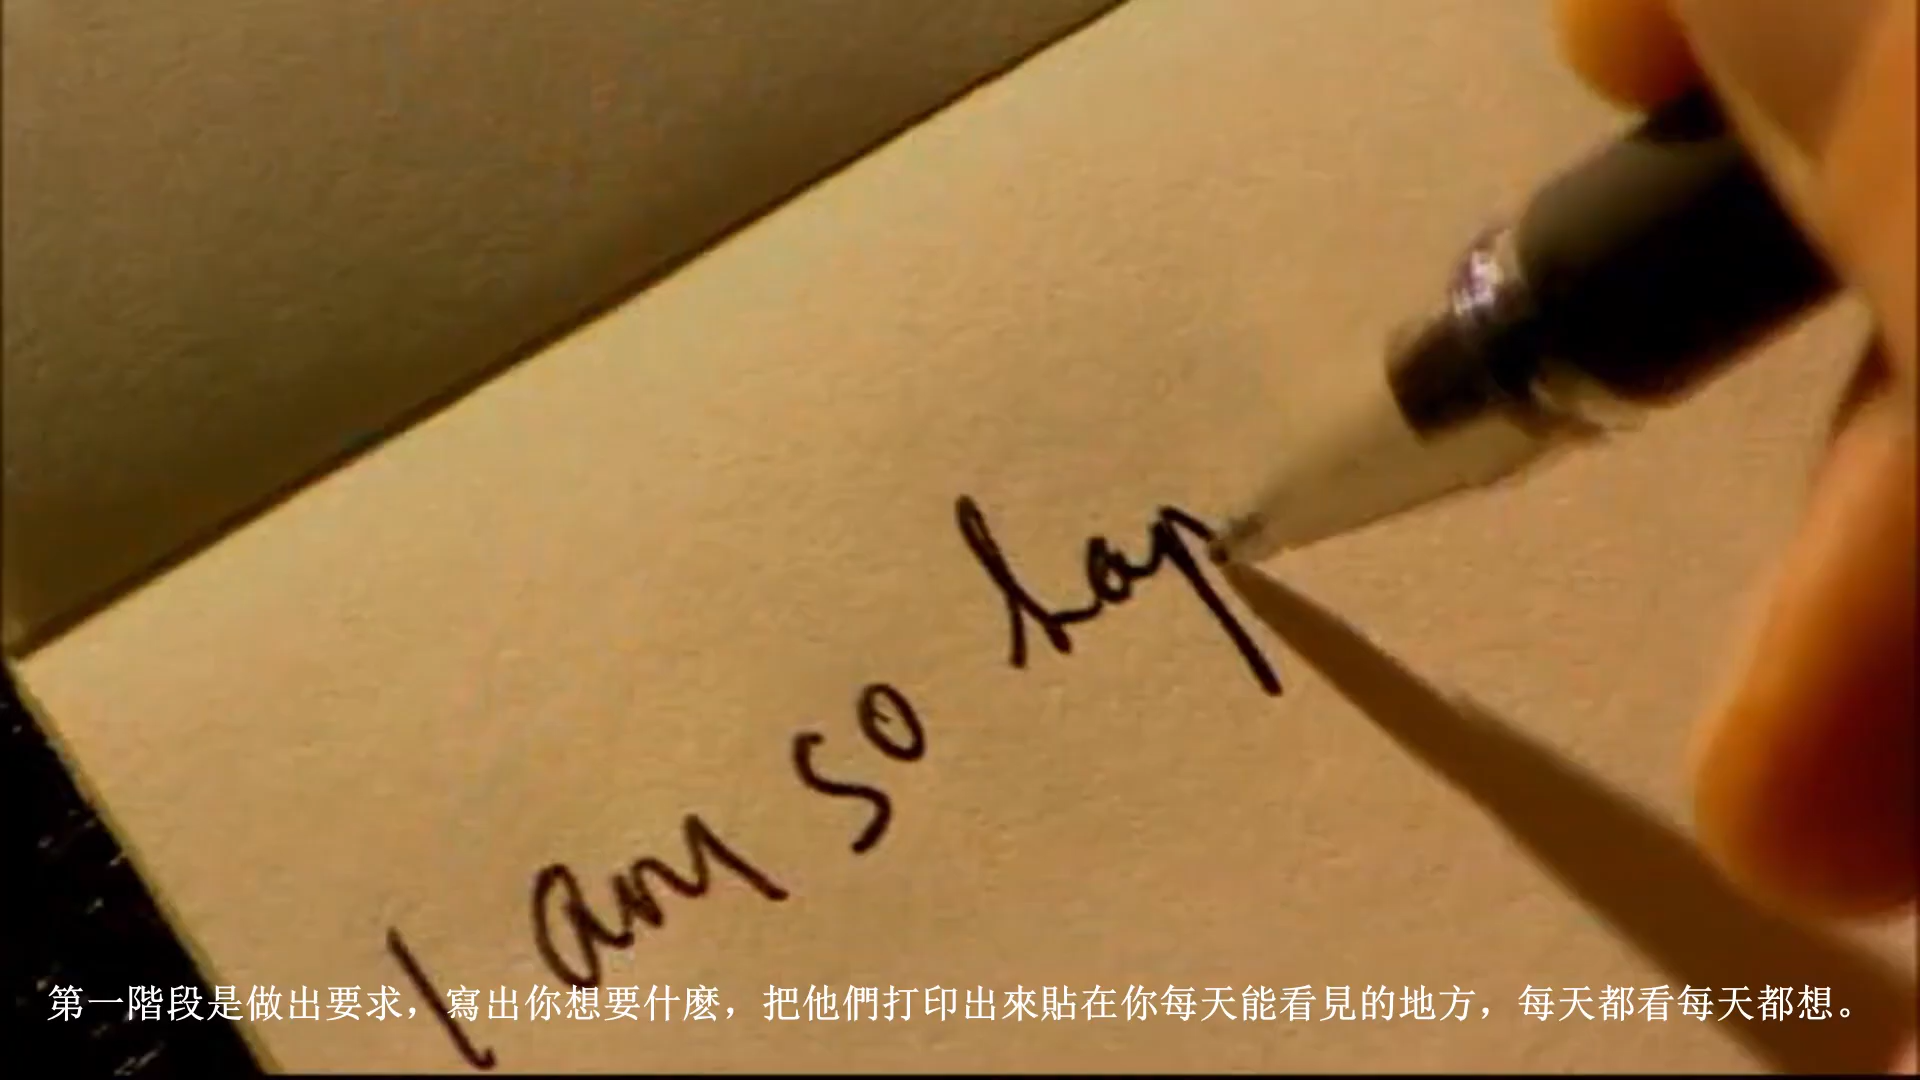 I am so hap
第一階段是做出要求，寫出你想要什麽，把他們打印出來貼在你每天能看見的地方，每天都看每天都想。